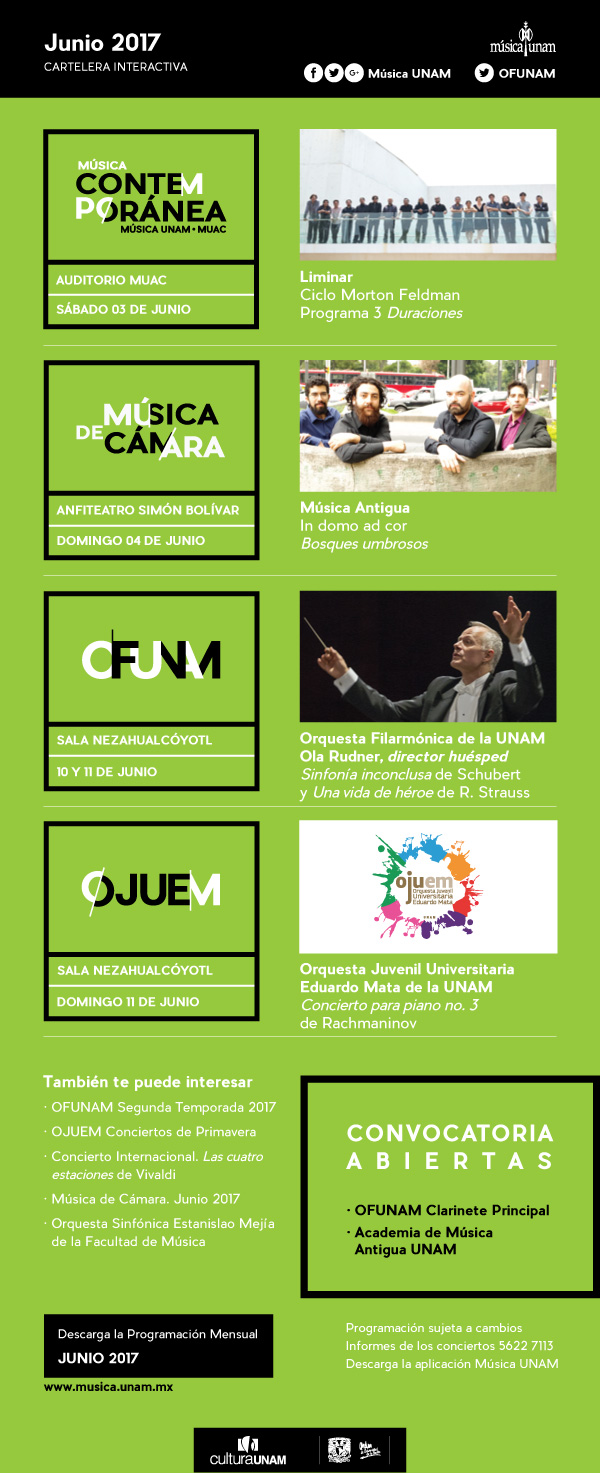 Junio 2017
CARTELERA INTERACTIVA
música unam
Música UNAM
OFUNAM
MÚSICA
CONTEM
PORÁNEA
MÚSICA UNAM • MUAC
AUDITORIO MUAC
SÁBADO 03 DE JUNIO
Liminar
Ciclo Morton Feldman
Programa 3 Duraciones
MÚSICA
DE CÁMARA
ANFITEATRO SIMÓN BOLÍVAR
DOMINGO 04 DE JUNIO
Música Antigua
In domo ad cor
Bosques umbrosos
OFUNAM
SALA NEZAHUALCÓYOTL
10 Y 11 DE JUNIO
Orquesta Filarmónica de la UNAM
Ola Rudner, director huésped
Sinfonía inconclusa de Schubert
y Una vida de héroe de R. Strauss
OJUEM
SALA NEZAHUALCÓYOTL
DOMINGO 11 DE JUNIO
ojuem
Orquesta Juvenil
Universitaria
Eduardo Mata
UNAM
Orquesta Juvenil Universitaria
Eduardo Mata de la UNAM
Concierto para piano no. 3
de Rachmaninov
También te puede interesar
· OFUNAM Segunda Temporada 2017
· OJUEM Conciertos de Primavera
· Concierto Internacional. Las cuatro
estaciones de Vivaldi
· Música de Cámara. Junio 2017
· Orquesta Sinfónica Estanislao Mejía
de la Facultad de Música
CONVOCATORIA
ABIERTAS
· OFUNAM Clarinete Principal
· Academia de Música
Antigua UNAM
Descarga la Programación Mensual
JUNIO 2017
www.musica.unam.mx
Programación sujeta a cambios
Informes de los conciertos 5622 7113
Descarga la aplicación Música UNAM
culturaUNAM